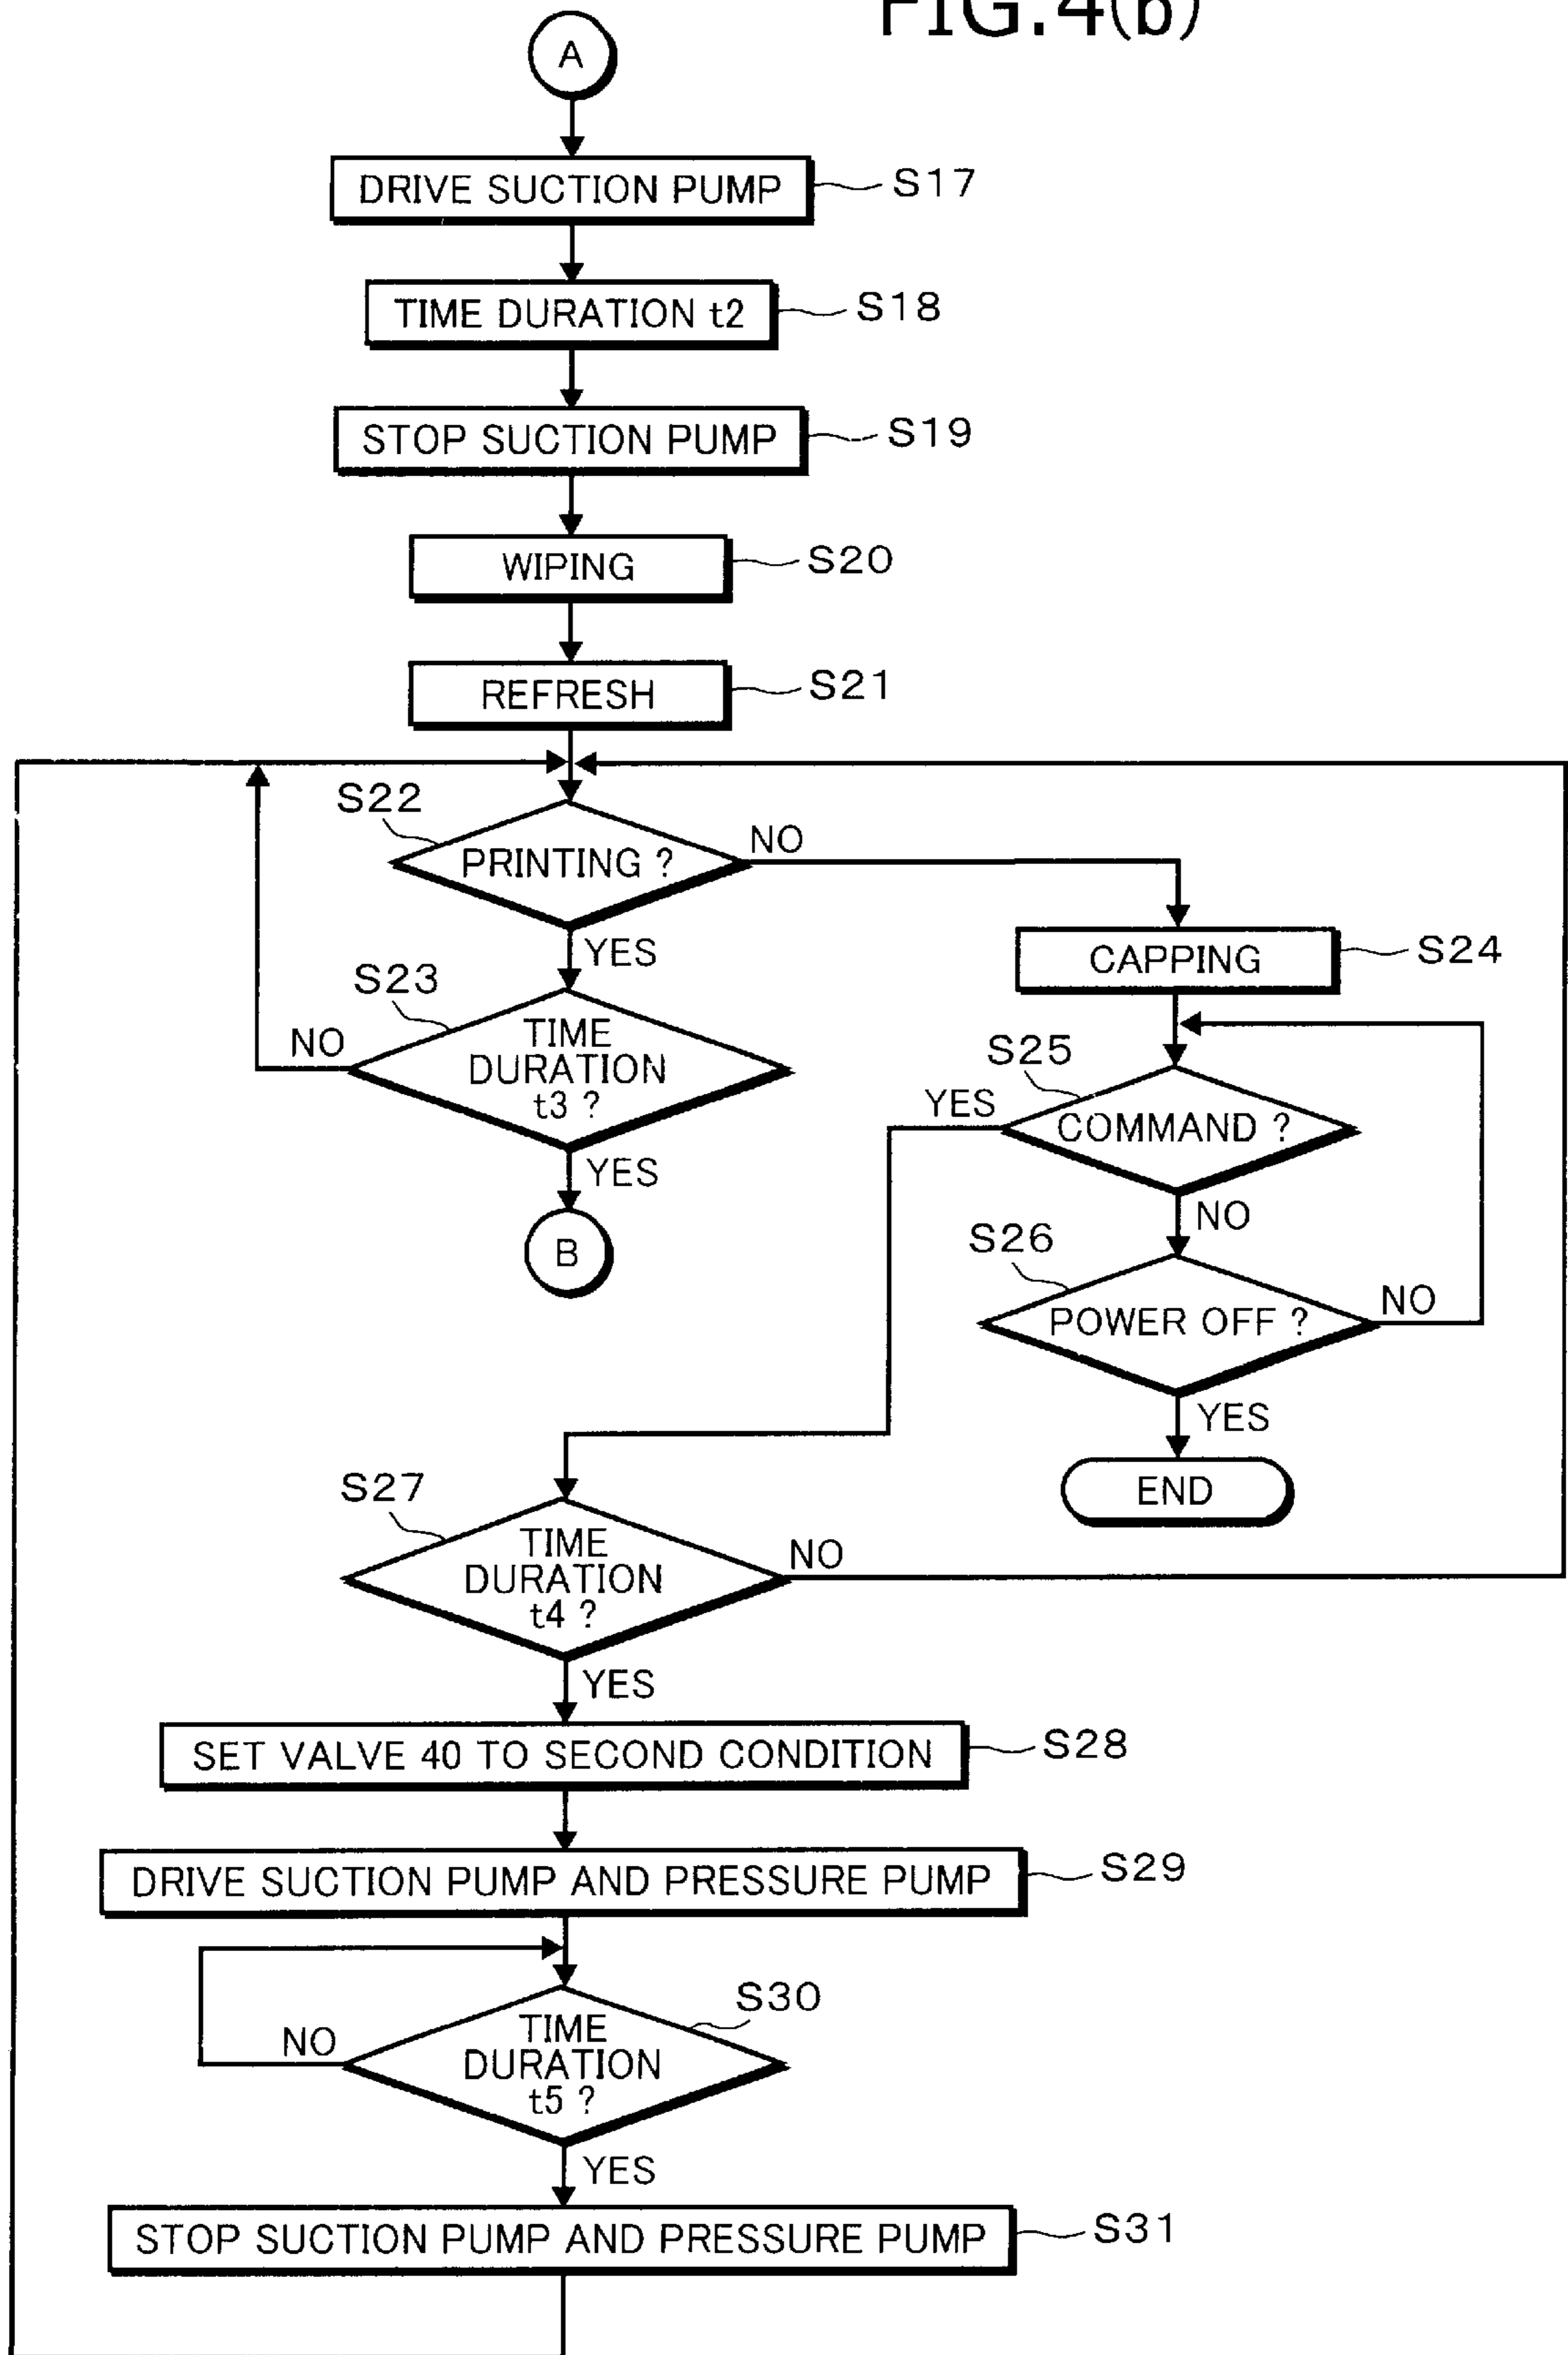 FIG.4(b)
A
DRIVE SUCTION PUMP
S17
TIME DURATION t2
S18
STOP SUCTION PUMP
S19
WIPING
S20
REFRESH
S21
S22
PRINTING ?
NO
YES
CAPPING
S24
S23
TIME
DURATION
t3 ?
NO
YES
B
S25
COMMAND ?
YES
NO
S26
POWER OFF ?
NO
YES
END
S27
TIME
DURATION
t4 ?
NO
YES
SET VALVE 40 TO SECOND CONDITION
S28
DRIVE SUCTION PUMP AND PRESSURE PUMP
S29
S30
TIME
DURATION
t5 ?
NO
YES
STOP SUCTION PUMP AND PRESSURE PUMP
S31